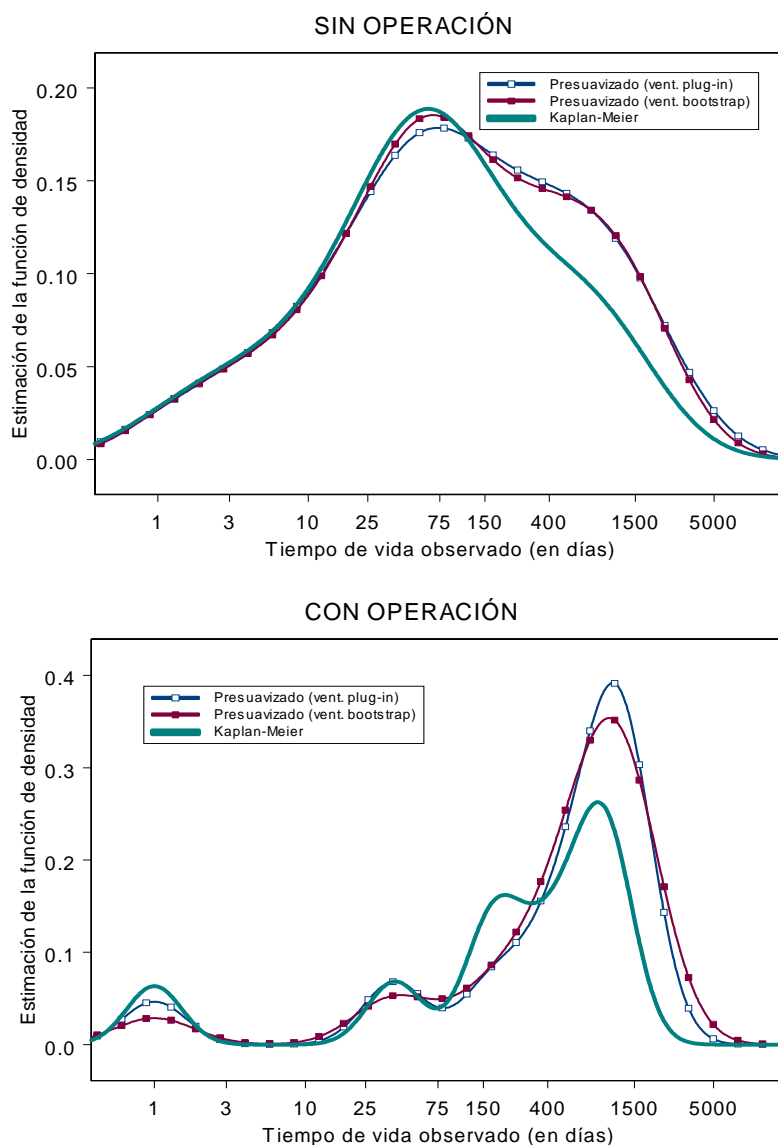 SIN OPERACIÓN
Estimación de la función de densidad
0.20
0.15
0.10
0.05
0.00
Presuavizado (vent. plug-in)
Presuavizado (vent. bootstrap)
Kaplan-Meier
1 3 10 25 75 150 400 1500 5000
Tiempo de vida observado (en días)
CON OPERACIÓN
Estimación de la función de densidad
0.4
0.3
0.2
0.1
0.0
Presuavizado (vent. plug-in)
Presuavizado (vent. bootstrap)
Kaplan-Meier
1 3 10 25 75 150 400 1500 5000
Tiempo de vida observado (en días)